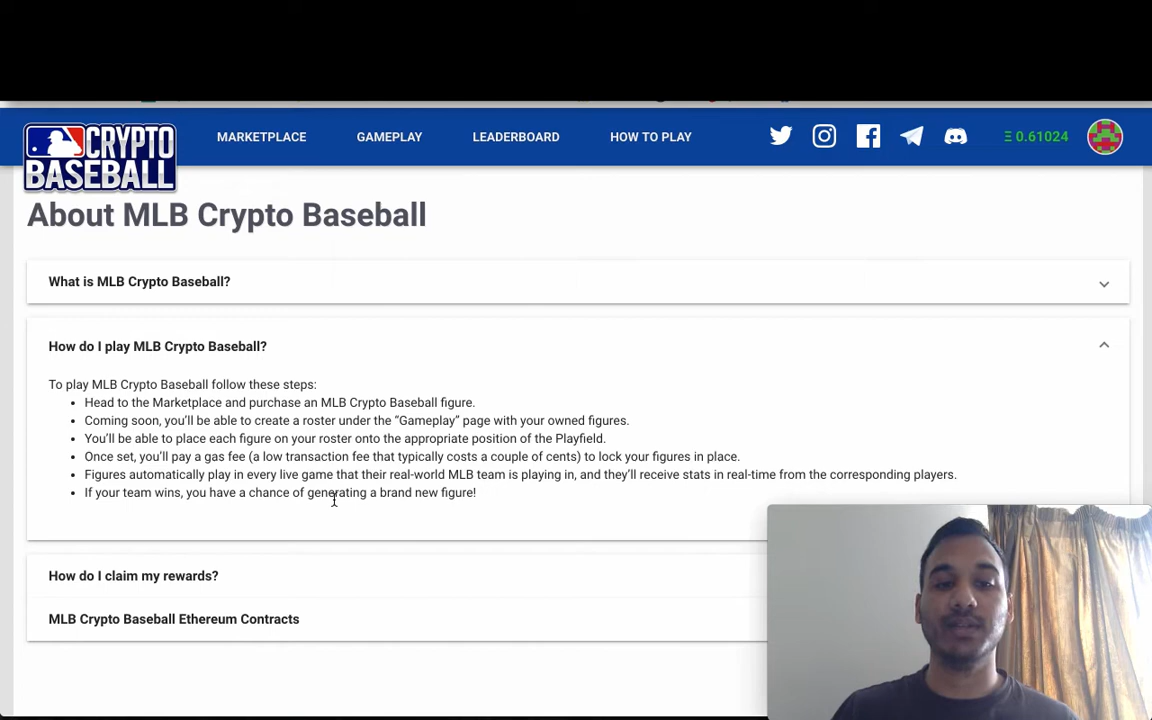 CRYPTO
BASEBALL
MARKETPLACE
GAMEPLAY
LEADERBOARD
HOW TO PLAY
Ξ 0.61024
About MLB Crypto Baseball
What is MLB Crypto Baseball?
How do I play MLB Crypto Baseball?
To play MLB Crypto Baseball follow these steps:
• Head to the Marketplace and purchase an MLB Crypto Baseball figure.
• Coming soon, you'll be able to create a roster under the “Gameplay” page with your owned figures.
• You'll be able to place each figure on your roster onto the appropriate position of the Playfield.
• Once set, you'll pay a gas fee (a low transaction fee that typically costs a couple of cents) to lock your figures in place.
• Figures automatically play in every live game that their real-world MLB team is playing in, and they'll receive stats in real-time from the corresponding players.
• If your team wins, you have a chance of generating a brand new figure!
How do I claim my rewards?
MLB Crypto Baseball Ethereum Contracts